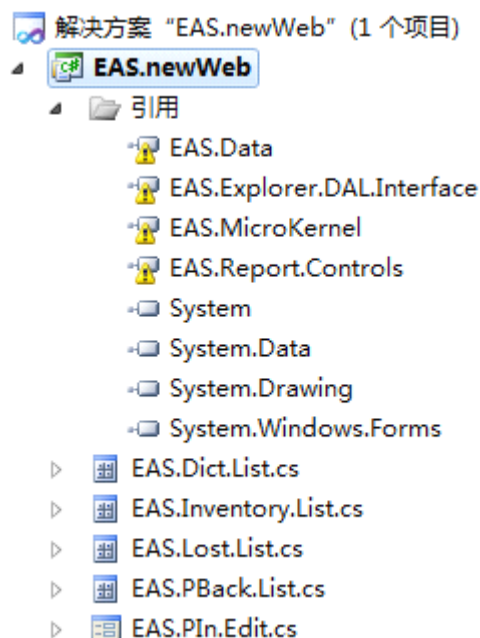 解决方案 "EAS.newWeb" (1 个项目)
EAS.newWeb
引用
EAS.Data
EAS.Explorer.DAL.Interface
EAS.MicroKernel
EAS.Report.Controls
System
System.Data
System.Drawing
System.Windows.Forms
EAS.Dict.List.cs
EAS.Inventory.List.cs
EAS.Lost.List.cs
EAS.PBack.List.cs
EAS.PIn.Edit.cs